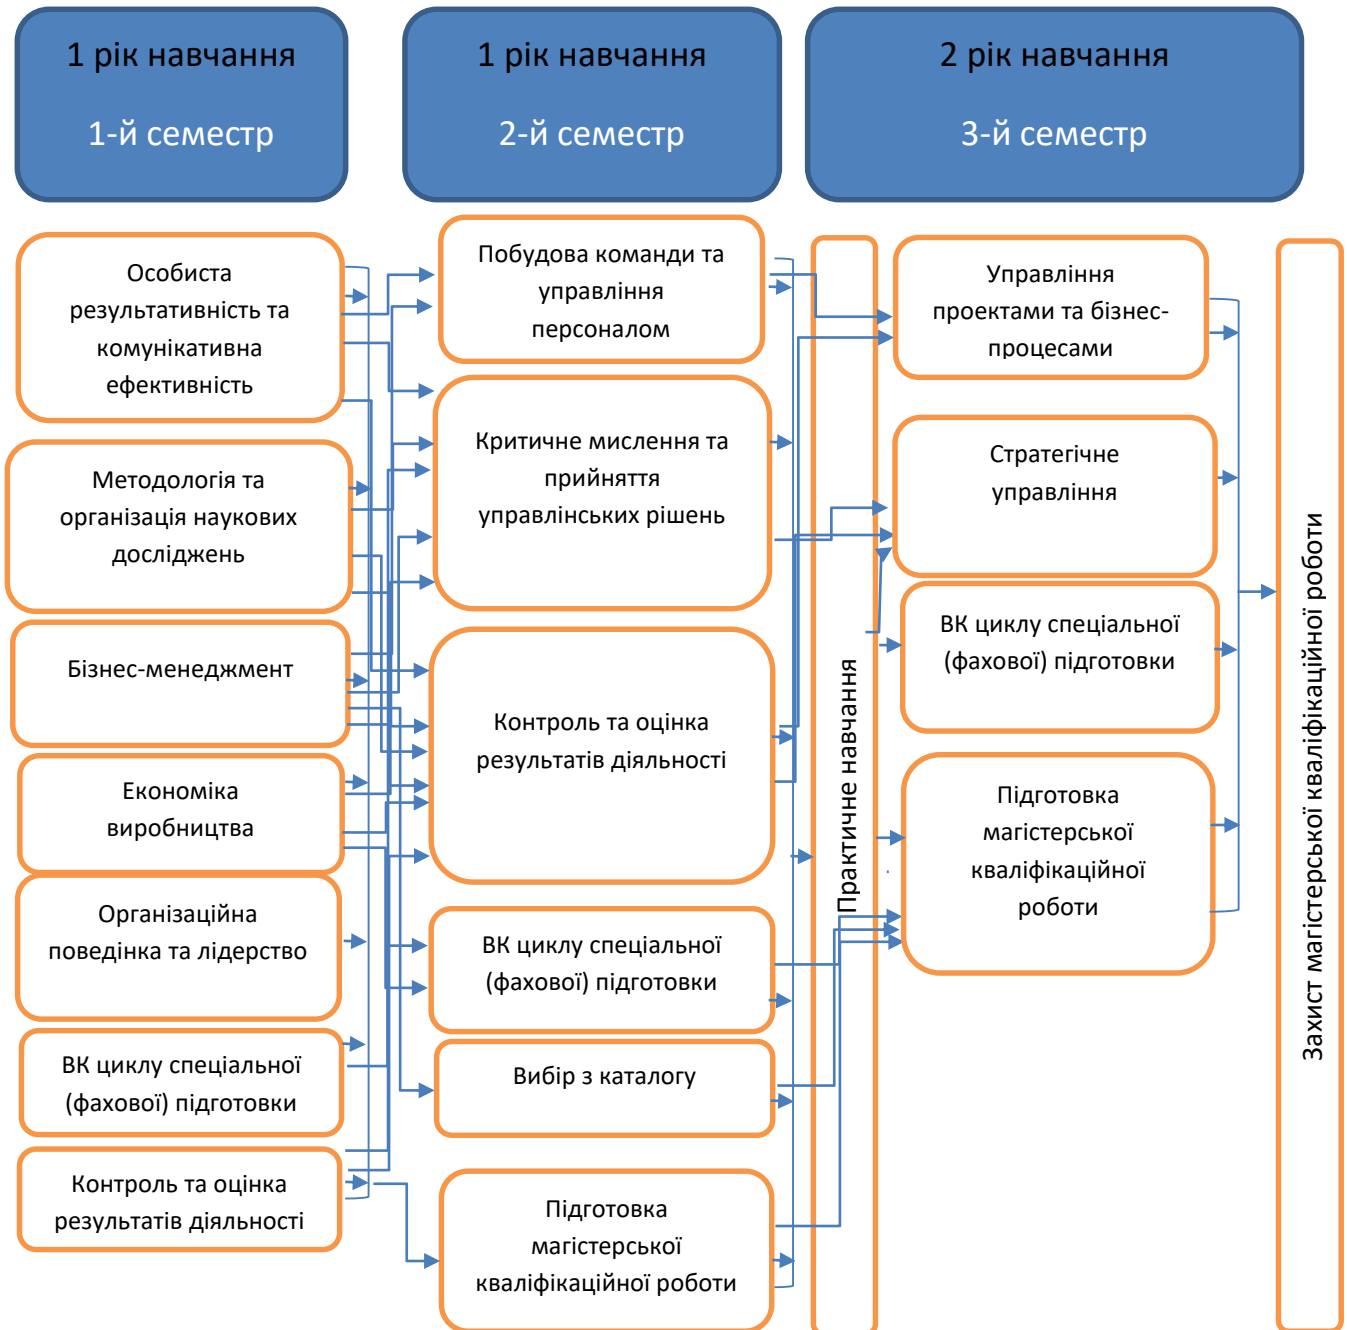 1 рік навчання
1-й семестр
1 рік навчання
2-й семестр
2 рік навчання
3-й семестр
Особиста
результативність та
комунікативна
ефективність
Методологія та
організація наукових
досліджень
Бізнес-менеджмент
Економіка
виробництва
Організаційна
поведінка та лідерство
ВК циклу спеціальної
(фахової) підготовки
Контроль та оцінка
результатів діяльності
Побудова команди та
управління
персоналом
Критичне мислення та
прийняття
управлінських рішень
Контроль та оцінка
результатів діяльності
ВК циклу спеціальної
(фахової) підготовки
Вибір з каталогу
Підготовка
магістерської
кваліфікаційної роботи
Практичне навчання
Управління
проектами та бізнес-
процесами
Стратегічне
управління
ВК циклу спеціальної
(фахової) підготовки
Підготовка
магістерської
кваліфікаційної
роботи
Захист магістерської кваліфікаційної роботи